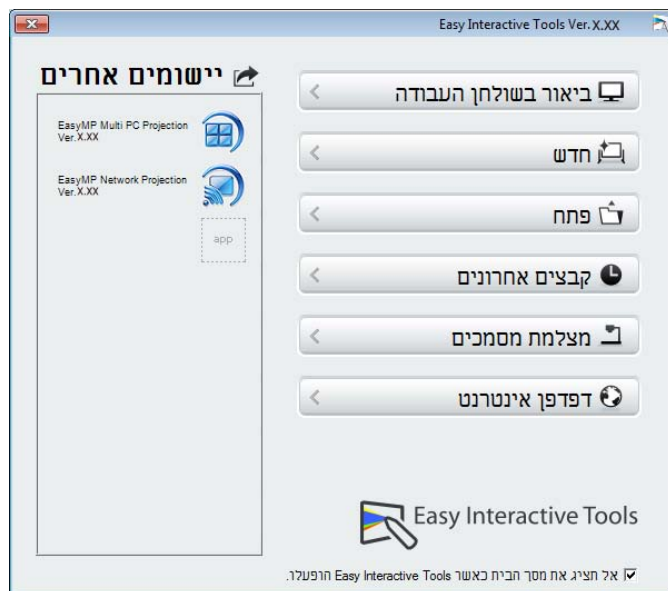 Easy Interactive Tools Ver. X.XX
ביאור בשולחן העבודה
חדש
פתח
קבצים אחרונים
מצלמת מסמכים
דפדפן אינטרנט
יישומים אחרים
EasyMP Multi PC Projection
Ver.X.XX
EasyMP Network Projection
Ver.X.XX
app
Easy Interactive Tools
אל תציג את מסך הבית כאשר Easy Interactive Tools הופעלו.